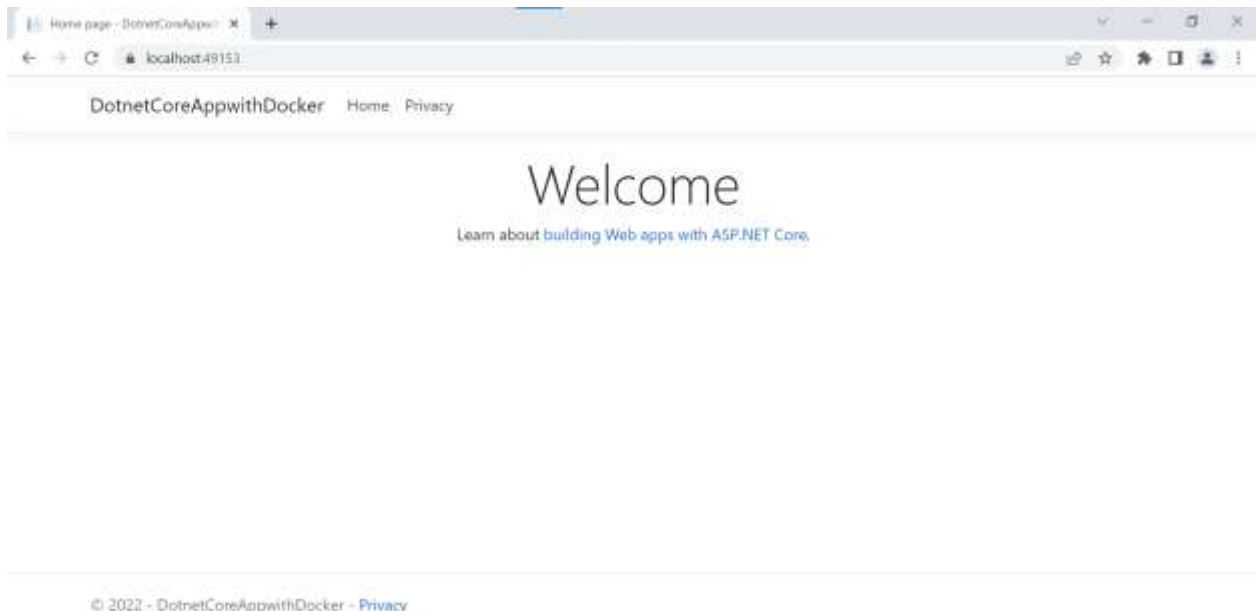 Home page - DotnetCoreAppwi
localhost:49153
DotnetCoreAppwithDocker Home Privacy
Welcome
Learn about building Web apps with ASP.NET Core.
© 2022 - DotnetCoreAppwithDocker - Privacy